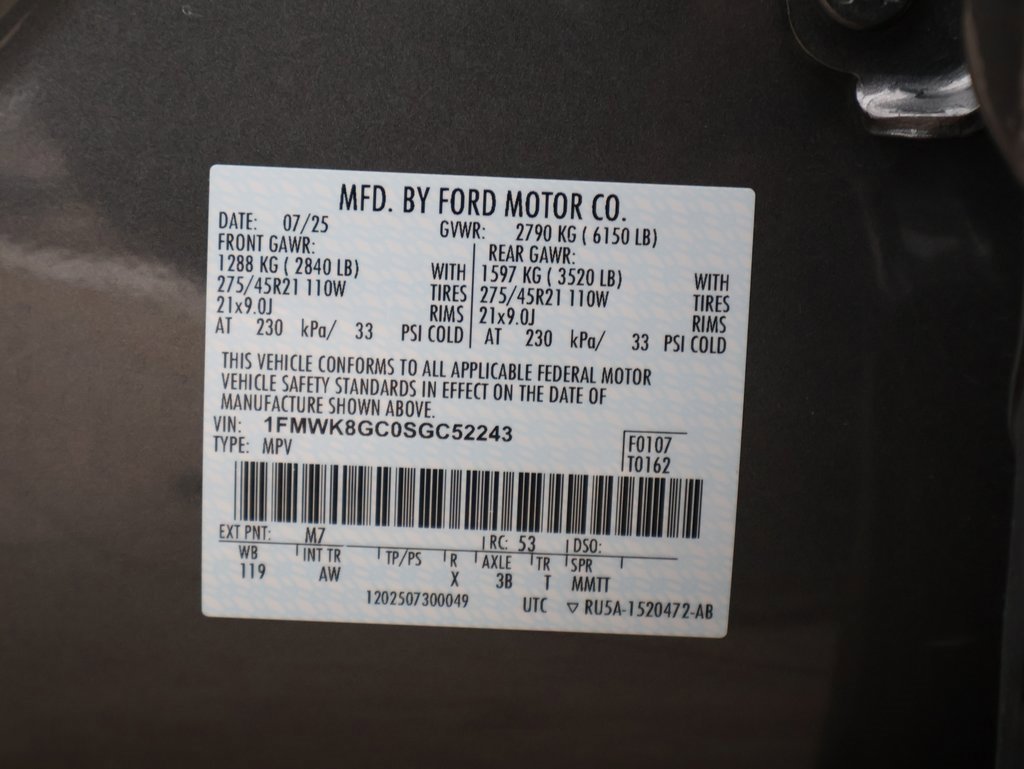 MFD. BY FORD MOTOR CO.
DATE: 07/25 GVWR: 2790 KG ( 6150 LB)
FRONT GAWR: REAR GAWR:
1288 KG ( 2840 LB) WITH 1597 KG ( 3520 LB) WITH
275/45R21 110W TIRES 275/45R21 110W TIRES
21x9.0J RIMS 21x9.0J RIMS
AT 230 kPa/ 33 PSI COLD AT 230 kPa/ 33 PSI COLD
THIS VEHICLE CONFORMS TO ALL APPLICABLE FEDERAL MOTOR
VEHICLE SAFETY STANDARDS IN EFFECT ON THE DATE OF
MANUFACTURE SHOWN ABOVE.
VIN: 1FMWK8GC0SGC52243
TYPE: MPV F0107
T0162
EXT PNT: M7 RC: 53 DSO:
WB INT TR TP/PS R AXLE TR SPR
119 AW X 3B T MMTT
1202507300049 UTC ▽ RU5A-1520472-AB